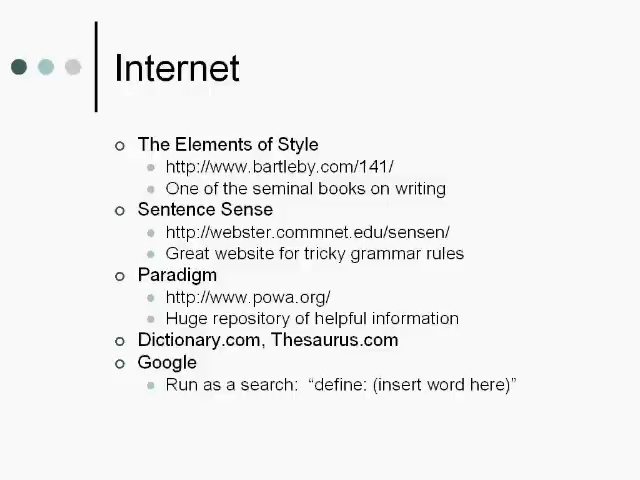 Internet
The Elements of Style
http://www.bartleby.com/141/
One of the seminal books on writing
Sentence Sense
http://webster.commnet.edu/sensen/
Great website for tricky grammar rules
Paradigm
http://www.powa.org/
Huge repository of helpful information
Dictionary.com, Thesaurus.com
Google
Run as a search:  “define: (insert word here)”